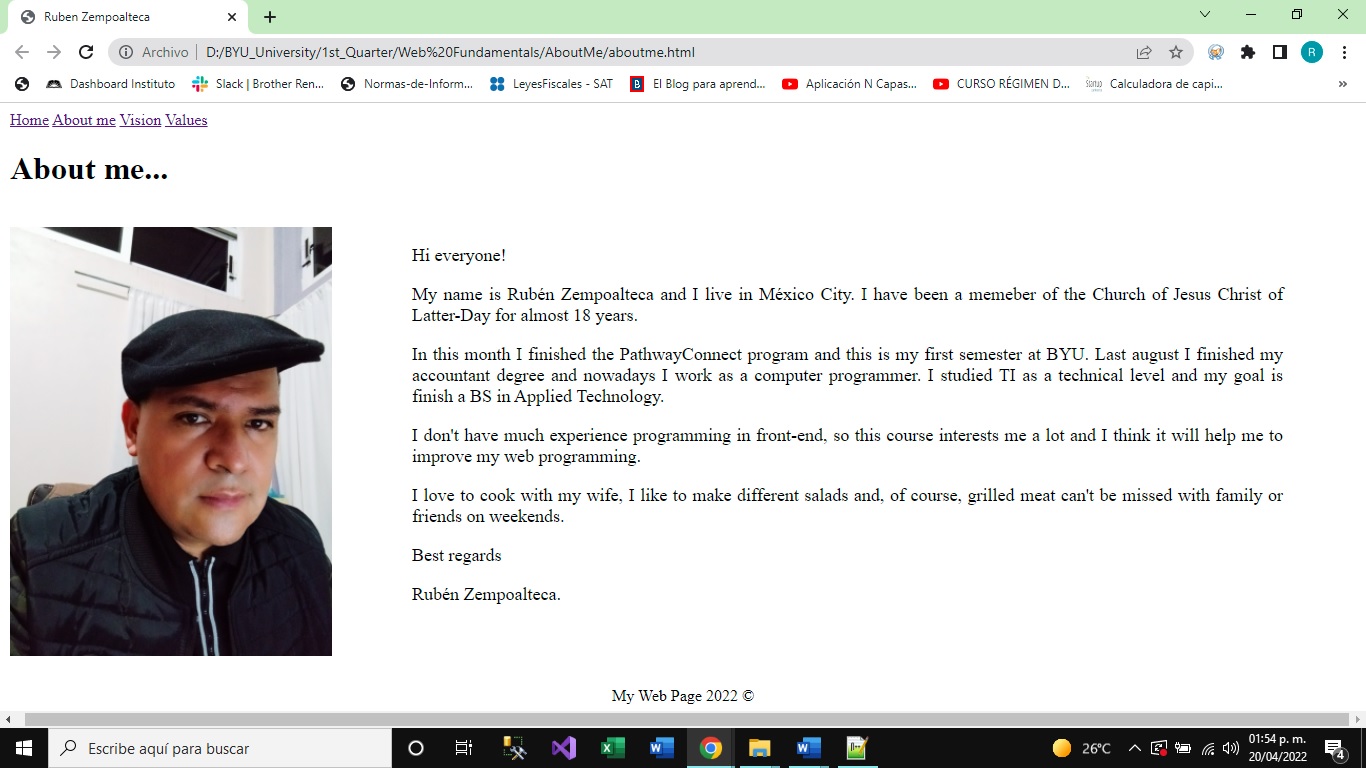 Ruben Zempoalteca
Archivo D:/BYU_University/1st_Quarter/Web%20Fundamentals/AboutMe/aboutme.html
R
Dashboard Instituto Slack | Brother Ren... Normas-de-Inform... LeyesFiscales - SAT El Blog para aprend... Aplicación N Capas... CURSO RÉGIMEN D... Startup Calculadora de capi... »
Home About me Vision Values
About me...
Hi everyone!
My name is Rubén Zempoalteca and I live in México City. I have been a memeber of the Church of Jesus Christ of
Latter-Day for almost 18 years.
In this month I finished the PathwayConnect program and this is my first semester at BYU. Last august I finished my
accountant degree and nowadays I work as a computer programmer. I studied TI as a technical level and my goal is
finish a BS in Applied Technology.
I don't have much experience programming in front-end, so this course interests me a lot and I think it will help me to
improve my web programming.
I love to cook with my wife, I like to make different salads and, of course, grilled meat can't be missed with family or
friends on weekends.
Best regards
Rubén Zempoalteca.
My Web Page 2022 ©
Escribe aquí para buscar
26°C
01:54 p. m.
20/04/2022
4